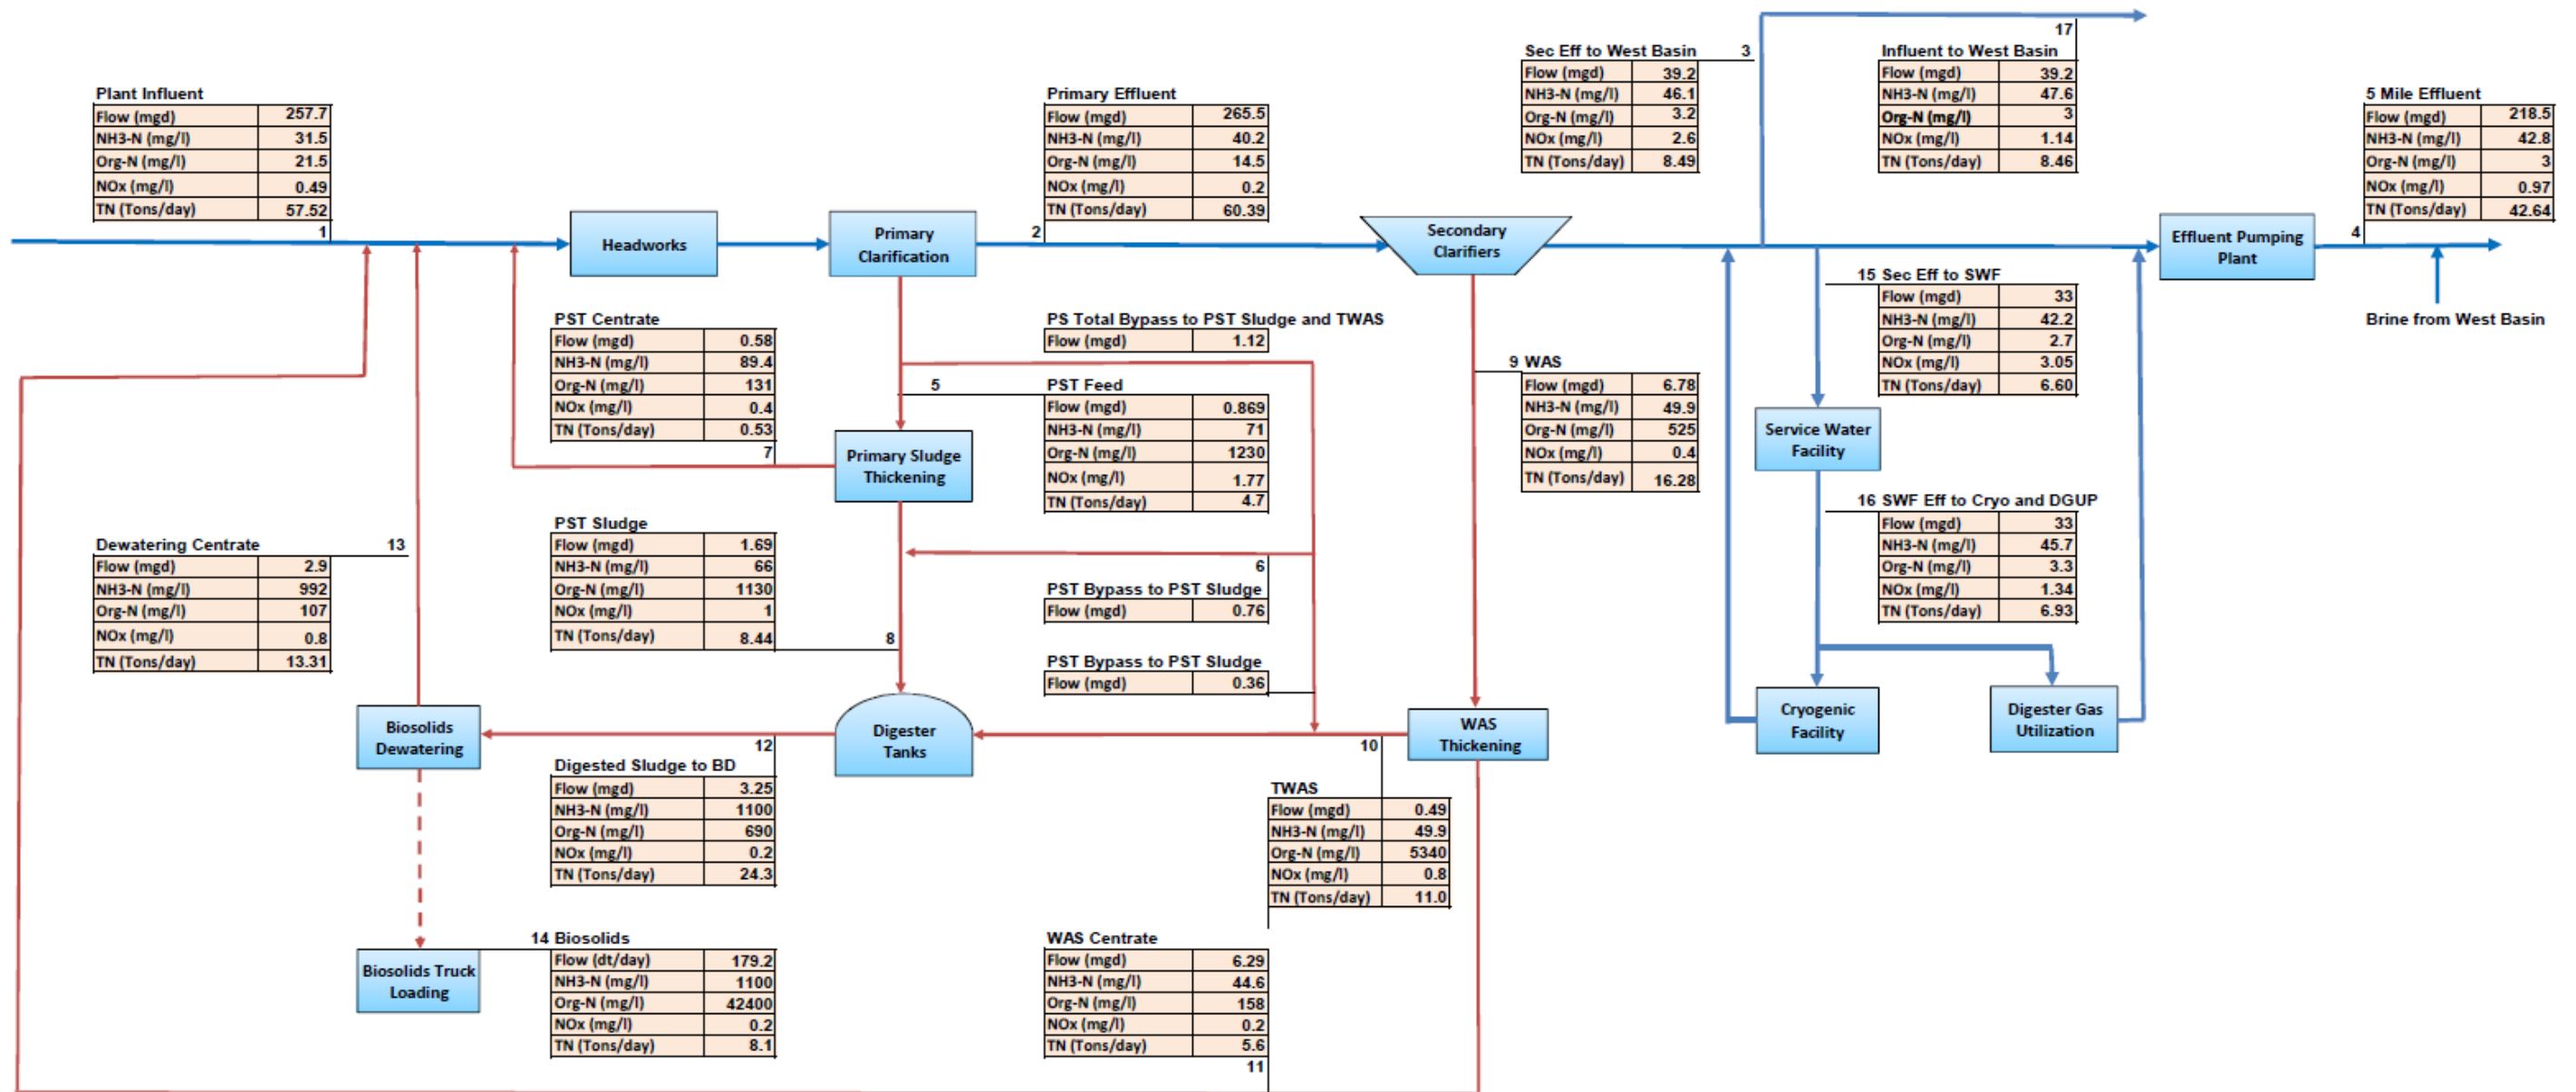 17
Sec Eff to West Basin 3
Flow (mgd) 39.2
NH3-N (mg/l) 46.1
Org-N (mg/l) 3.2
NOx (mg/l) 2.6
TN (Tons/day) 8.49
Influent to West Basin
Flow (mgd) 39.2
NH3-N (mg/l) 47.6
Org-N (mg/l) 3
NOx (mg/l) 1.14
TN (Tons/day) 8.46
Plant Influent
Flow (mgd) 257.7
NH3-N (mg/l) 31.5
Org-N (mg/l) 21.5
NOx (mg/l) 0.49
TN (Tons/day) 57.52
1
Primary Effluent
Flow (mgd) 265.5
NH3-N (mg/l) 40.2
Org-N (mg/l) 14.5
NOx (mg/l) 0.2
TN (Tons/day) 60.39
2
5 Mile Effluent
Flow (mgd) 218.5
NH3-N (mg/l) 42.8
Org-N (mg/l) 3
NOx (mg/l) 0.97
TN (Tons/day) 42.64
4
Headworks
Primary
Clarification
Secondary
Clarifiers
Effluent Pumping
Plant
Brine from West Basin
15 Sec Eff to SWF
Flow (mgd) 33
NH3-N (mg/l) 42.2
Org-N (mg/l) 2.7
NOx (mg/l) 3.05
TN (Tons/day) 6.60
PST Centrate
Flow (mgd) 0.58
NH3-N (mg/l) 89.4
Org-N (mg/l) 131
NOx (mg/l) 0.4
TN (Tons/day) 0.53
7
PS Total Bypass to PST Sludge and TWAS
Flow (mgd) 1.12
5 PST Feed
Flow (mgd) 0.869
NH3-N (mg/l) 71
Org-N (mg/l) 1230
NOx (mg/l) 1.77
TN (Tons/day) 4.7
9 WAS
Flow (mgd) 6.78
NH3-N (mg/l) 49.9
Org-N (mg/l) 525
NOx (mg/l) 0.4
TN (Tons/day) 16.28
Primary Sludge
Thickening
Service Water
Facility
16 SWF Eff to Cryo and DGUP
Flow (mgd) 33
NH3-N (mg/l) 45.7
Org-N (mg/l) 3.3
NOx (mg/l) 1.34
TN (Tons/day) 6.93
Dewatering Centrate 13
Flow (mgd) 2.9
NH3-N (mg/l) 992
Org-N (mg/l) 107
NOx (mg/l) 0.8
TN (Tons/day) 13.31
PST Sludge
Flow (mgd) 1.69
NH3-N (mg/l) 66
Org-N (mg/l) 1130
NOx (mg/l) 1
TN (Tons/day) 8.44
8
6
PST Bypass to PST Sludge
Flow (mgd) 0.76
PST Bypass to PST Sludge
Flow (mgd) 0.36
Biosolids
Dewatering
Digester
Tanks
WAS
Thickening
Cryogenic
Facility
Digester Gas
Utilization
12
Digested Sludge to BD
Flow (mgd) 3.25
NH3-N (mg/l) 1100
Org-N (mg/l) 690
NOx (mg/l) 0.2
TN (Tons/day) 24.3
10
TWAS
Flow (mgd) 0.49
NH3-N (mg/l) 49.9
Org-N (mg/l) 5340
NOx (mg/l) 0.8
TN (Tons/day) 11.0
Biosolids Truck
Loading
14 Biosolids
Flow (dt/day) 179.2
NH3-N (mg/l) 1100
Org-N (mg/l) 42400
NOx (mg/l) 0.2
TN (Tons/day) 8.1
WAS Centrate
Flow (mgd) 6.29
NH3-N (mg/l) 44.6
Org-N (mg/l) 158
NOx (mg/l) 0.2
TN (Tons/day) 5.6
11